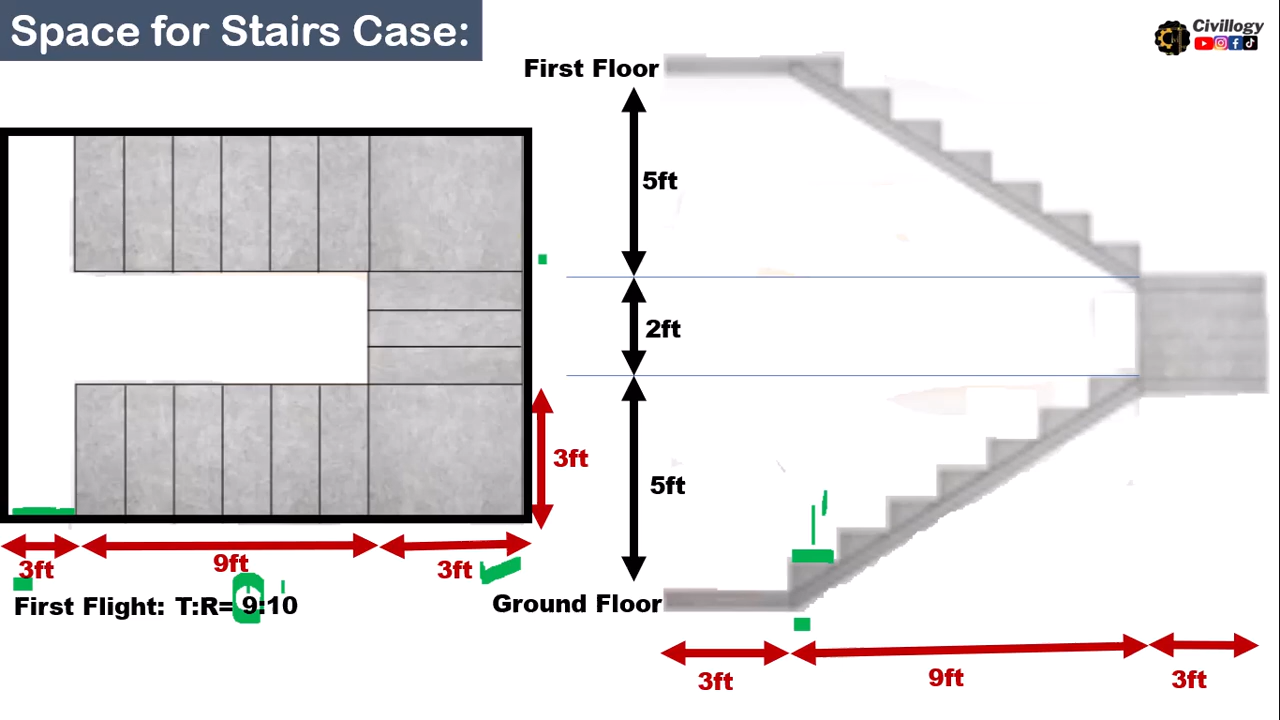 Space for Stairs Case:
Civillogy
First Floor
5ft
2ft
3ft
5ft
3ft
9ft
3ft
First Flight: T:R= 9:10
Ground Floor
3ft
9ft
3ft